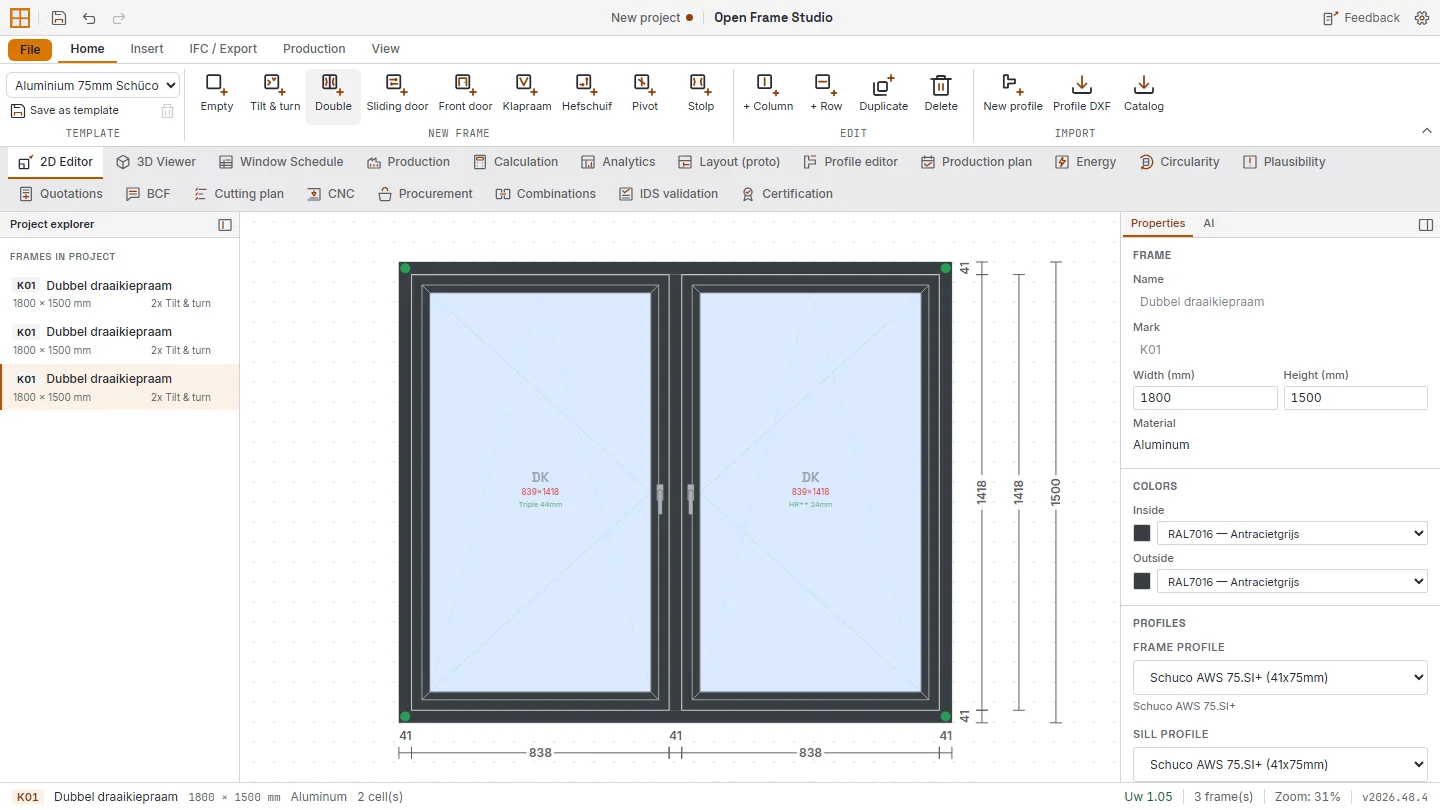 New project
Open Frame Studio
Feedback
File
Home
Insert
IFC / Export
Production
View
Aluminium 75mm Schüco
Save as template
TEMPLATE
Empty
Tilt & turn
Double
Sliding door
Front door
Klapraam
Hefschuif
Pivot
Stolp
NEW FRAME
+ Column
+ Row
Duplicate
Delete
EDIT
New profile
Profile DXF
Catalog
IMPORT
2D Editor
3D Viewer
Window Schedule
Production
Calculation
Analytics
Layout (proto)
Profile editor
Production plan
Energy
Circularity
Plausibility
Quotations
BCF
Cutting plan
CNC
Procurement
Combinations
IDS validation
Certification
Project explorer
FRAMES IN PROJECT
K01 Dubbel draaikiepraam
1800 × 1500 mm 2x Tilt & turn
K01 Dubbel draaikiepraam
1800 × 1500 mm 2x Tilt & turn
K01 Dubbel draaikiepraam
1800 × 1500 mm 2x Tilt & turn
DK
839×1418
Triple 44mm
DK
839×1418
HR++ 24mm
41
1418
41
1418
1500
41
41
41
838
838
Properties
AI
FRAME
Name
Dubbel draaikiepraam
Mark
K01
Width (mm)
Height (mm)
1800
1500
Material
Aluminum
COLORS
Inside
RAL7016 — Antracietgrijs
Outside
RAL7016 — Antracietgrijs
PROFILES
FRAME PROFILE
Schuco AWS 75.SI+ (41x75mm)
Schuco AWS 75.SI+
SILL PROFILE
Schuco AWS 75.SI+ (41x75mm)
K01 Dubbel draaikiepraam 1800 × 1500 mm Aluminum 2 cell(s)
Uw 1.05
3 frame(s)
Zoom: 31%
v2026.48.4